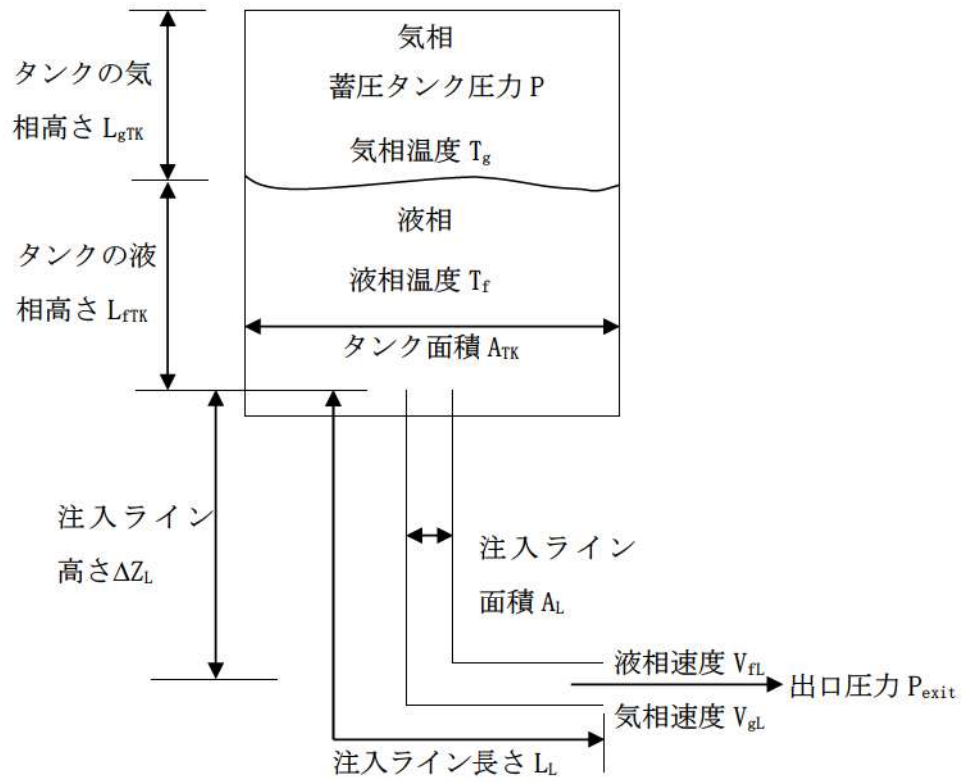 気相
蓄圧タンク圧力 P
気相温度 Tg
タンクの気
相高さ LgTK
液相
液相温度 Tf
タンクの液
相高さ LfTK
タンク面積 ATK
注入ライン
高さΔZL
注入ライン
面積 AL
液相速度 VfL
出口圧力 Pexit
気相速度 VgL
注入ライン長さ LL